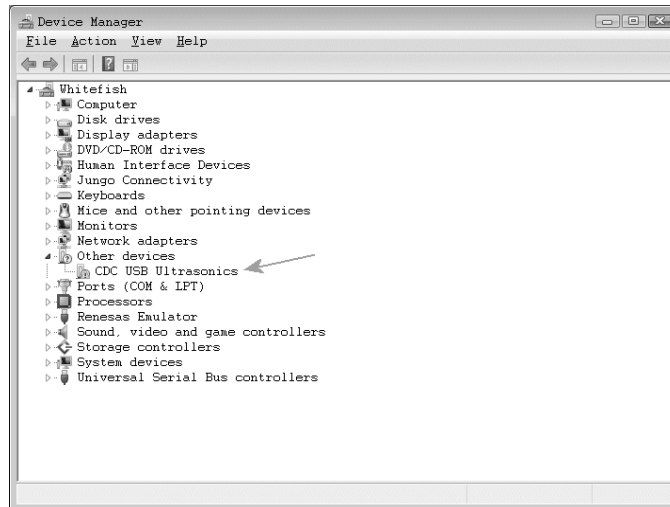 Device Manager
File Action View Help
Whitefish
Computer
Disk drives
Display adapters
DVD/CD-ROM drives
Human Interface Devices
Jungo Connectivity
Keyboards
Mice and other pointing devices
Monitors
Network adapters
Other devices
CDC USB Ultrasonics
Ports (COM & LPT)
Processors
Renesas Emulator
Sound, video and game controllers
Storage controllers
System devices
Universal Serial Bus controllers